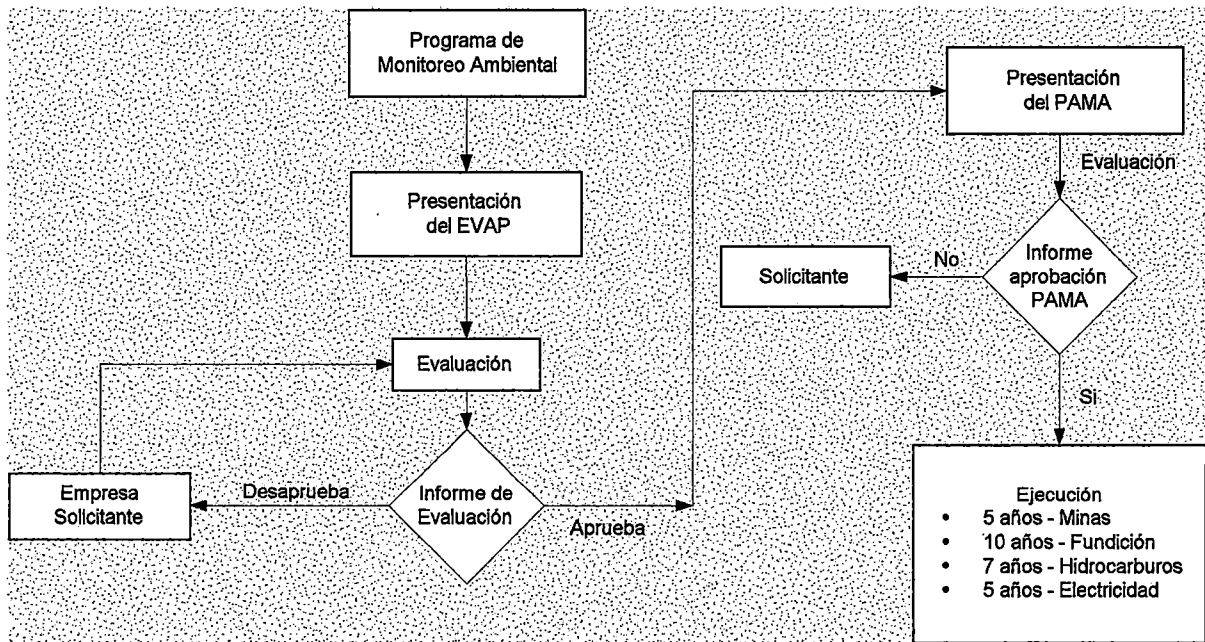 Programa de
Monitoreo Ambiental
Presentación
del EVAP
Evaluación
Informe de
Evaluación
Desaprueba
Empresa
Solicitante
Aprueba
Presentación
del PAMA
Evaluación
Informe
aprobación
PAMA
No
Solicitante
Si
Ejecución
• 5 años - Minas
• 10 años - Fundición
• 7 años - Hidrocarburos
• 5 años - Electricidad